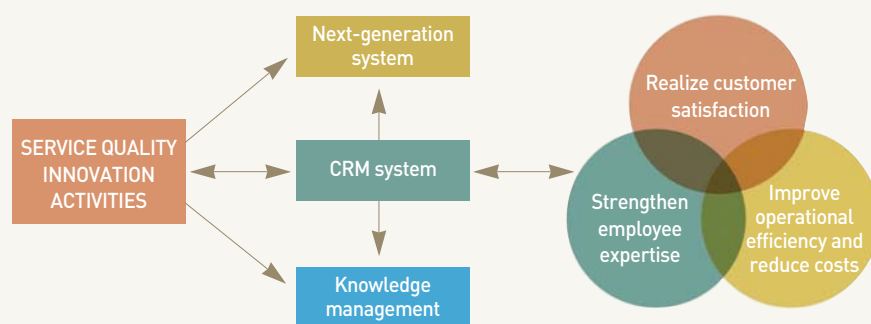 Next-generation
system
SERVICE QUALITY
INNOVATION
ACTIVITIES
CRM system
Knowledge
management
Realize customer
satisfaction
Strengthen
employee
expertise
Improve
operational
efficiency and
reduce costs